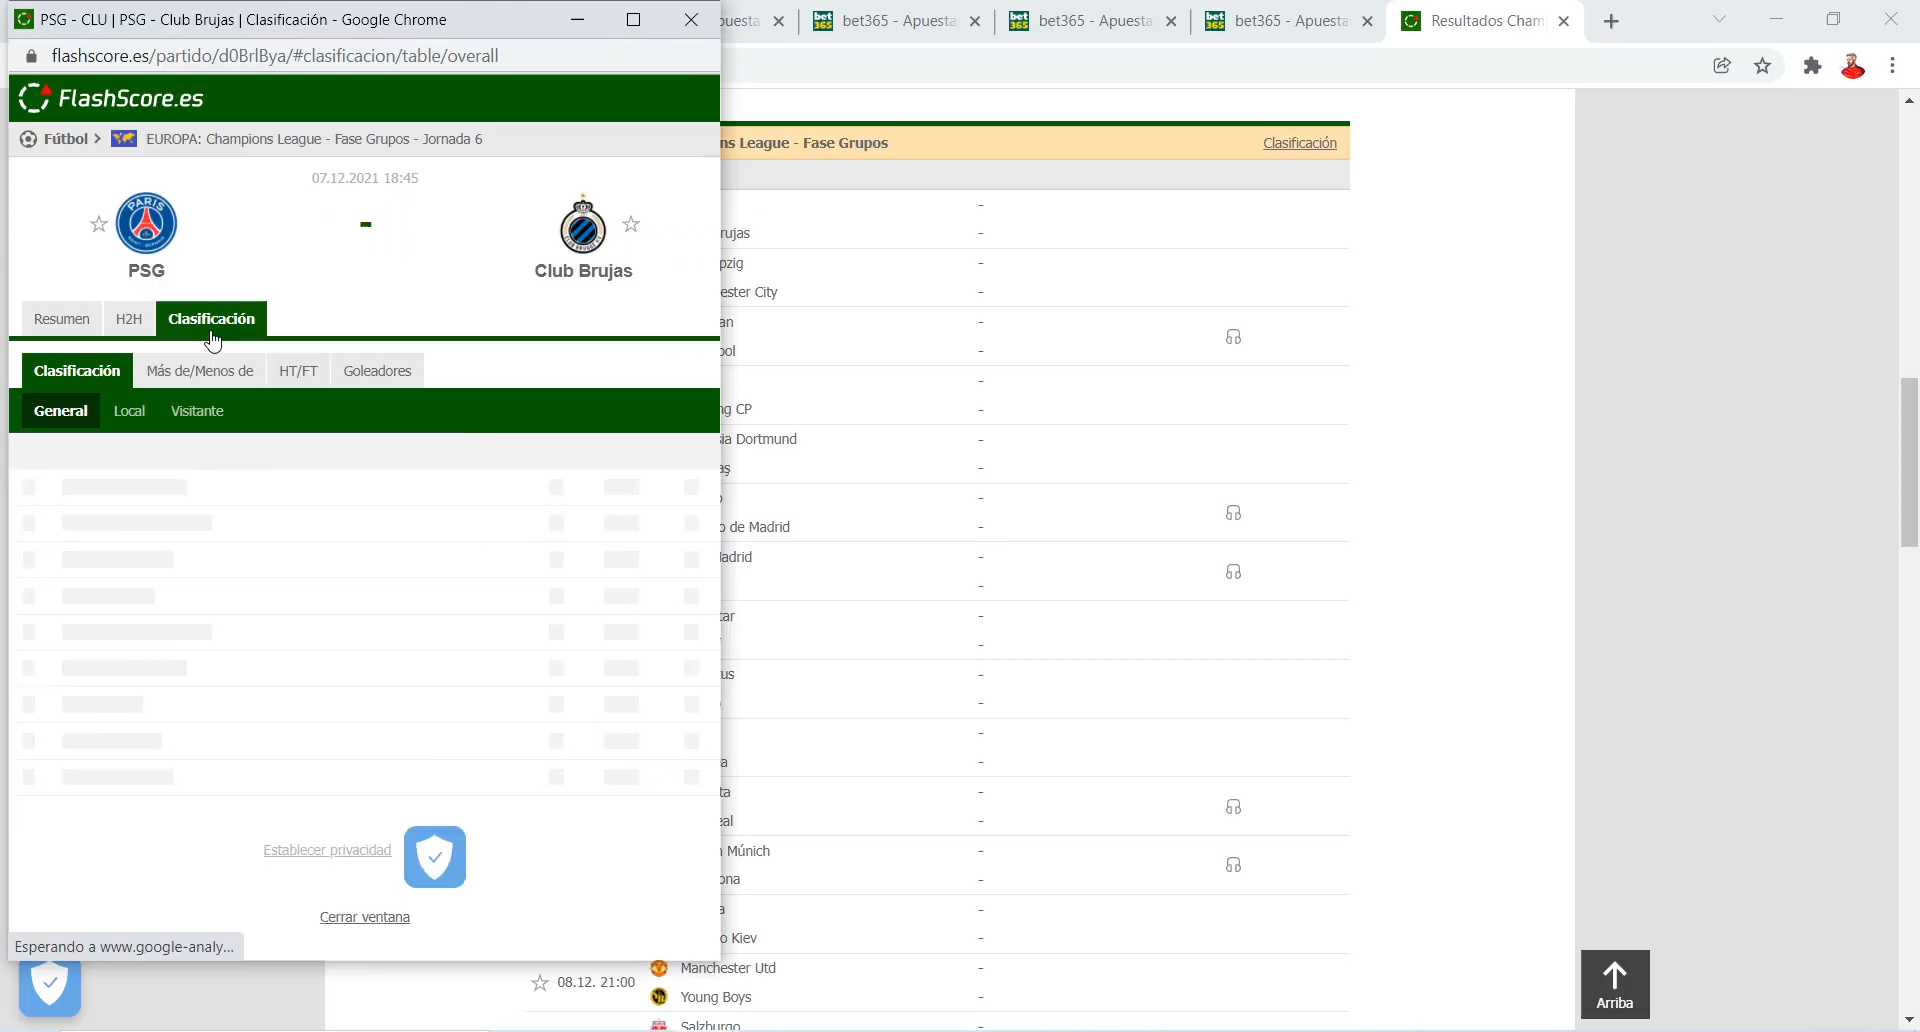 PSG - CLU | PSG - Club Brujas | Clasificación - Google Chrome
flashscore.es/partido/d0BrlBya/#clasificacion/table/overall
FlashScore.es
Fútbol > EUROPA: Champions League - Fase Grupos - Jornada 6
07.12.2021 18:45
-
PSG
Club Brujas
Resumen H2H Clasificación
Clasificación Más de/Menos de HT/FT Goleadores
General Local Visitante
Establecer privacidad
Cerrar ventana
Esperando a www.google-analy...
bet365 - Apuesta bet365 - Apuesta bet365 - Apuesta Resultados Cham
ns League - Fase Grupos Clasificación
-
rujas -
pzig -
ester City -
an -
ool -
-
ng CP -
sia Dortmund -
aş -
-
o de Madrid -
adrid -
-
tar -
-
tus -
-
-
a -
ta -
eal -
n Múnich -
ona -
a -
o Kiev -
08.12. 21:00
Manchester Utd -
Young Boys -
Salzburgo -
Arriba